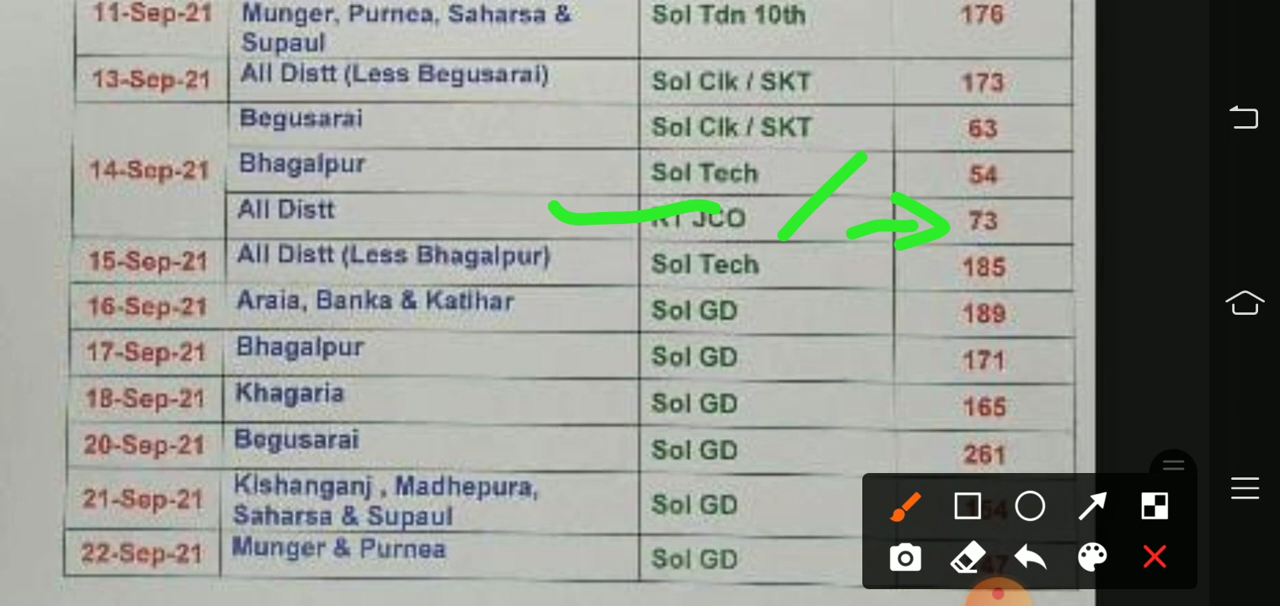 11-Sep-21 Munger, Purnea, Saharsa & Sol Tdn 10th 176
Supaul
13-Sep-21 All Distt (Less Begusarai) Sol Clk / SKT 173
Begusarai Sol Clk / SKT 63
14-Sep-21 Bhagalpur Sol Tech 54
All Distt RT JCO 73
15-Sep-21 All Distt (Less Bhagalpur) Sol Tech 185
16-Sep-21 Araia, Banka & Katihar Sol GD 189
17-Sep-21 Bhagalpur Sol GD 171
18-Sep-21 Khagaria Sol GD 165
20-Sep-21 Begusarai Sol GD 261
21-Sep-21 Kishanganj , Madhepura, Sol GD
Saharsa & Supaul
22-Sep-21 Munger & Purnea Sol GD